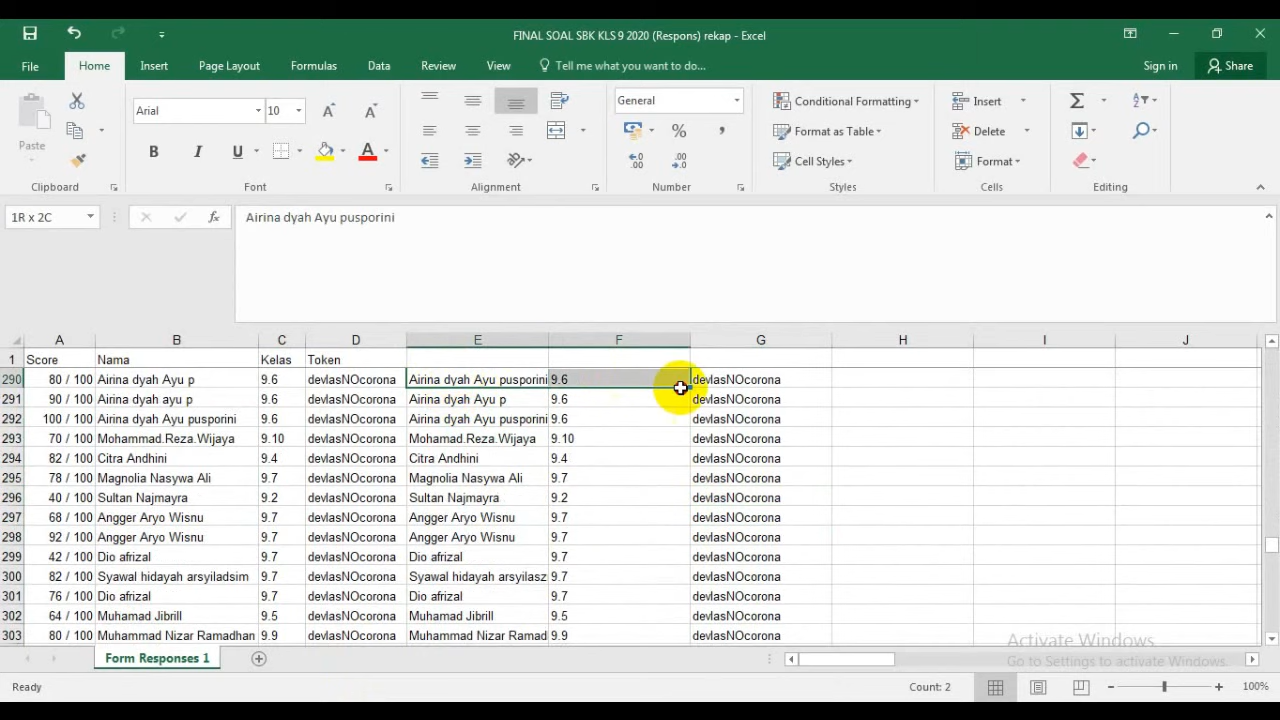 FINAL SOAL SBK KLS 9 2020 (Respons) rekap - Excel
File Home Insert Page Layout Formulas Data Review View Tell me what you want to do... Sign in Share
Paste Arial 10 General Conditional Formatting Insert
B I U A % , Format as Table Delete
Cell Styles Format
Clipboard Font Alignment Number Styles Cells Editing
1R x 2C fx Airina dyah Ayu pusporini
A B C D E F G H I J
1 Score Nama Kelas Token
290 80 / 100 Airina dyah Ayu p 9.6 devlasNOcorona Airina dyah Ayu pusporini 9.6 devlasNOcorona
291 90 / 100 Airina dyah ayu p 9.6 devlasNOcorona Airina dyah Ayu p 9.6 devlasNOcorona
292 100 / 100 Airina dyah Ayu pusporini 9.6 devlasNOcorona Airina dyah Ayu pusporini 9.6 devlasNOcorona
293 70 / 100 Mohammad.Reza.Wijaya 9.10 devlasNOcorona Mohamad.Reza.Wijaya 9.10 devlasNOcorona
294 82 / 100 Citra Andhini 9.4 devlasNOcorona Citra Andhini 9.4 devlasNOcorona
295 78 / 100 Magnolia Nasywa Ali 9.7 devlasNOcorona Magnolia Nasywa Ali 9.7 devlasNOcorona
296 40 / 100 Sultan Najmayra 9.2 devlasNOcorona Sultan Najmayra 9.2 devlasNOcorona
297 68 / 100 Angger Aryo Wisnu 9.7 devlasNOcorona Angger Aryo Wisnu 9.7 devlasNOcorona
298 92 / 100 Angger Aryo Wisnu 9.7 devlasNOcorona Angger Aryo Wisnu 9.7 devlasNOcorona
299 42 / 100 Dio afrizal 9.7 devlasNOcorona Dio afrizal 9.7 devlasNOcorona
300 82 / 100 Syawal hidayah arsyiladsim 9.7 devlasNOcorona Syawal hidayah arsyilasz 9.7 devlasNOcorona
301 76 / 100 Dio afrizal 9.7 devlasNOcorona Dio afrizal 9.7 devlasNOcorona
302 64 / 100 Muhamad Jibrill 9.5 devlasNOcorona Muhamad Jibrill 9.5 devlasNOcorona
303 80 / 100 Muhammad Nizar Ramadhan 9.9 devlasNOcorona Muhammad Nizar Ramad 9.9 devlasNOcorona
Activate Windows
Form Responses 1 Go to Settings to activate Windows.
Ready Count: 2 100%